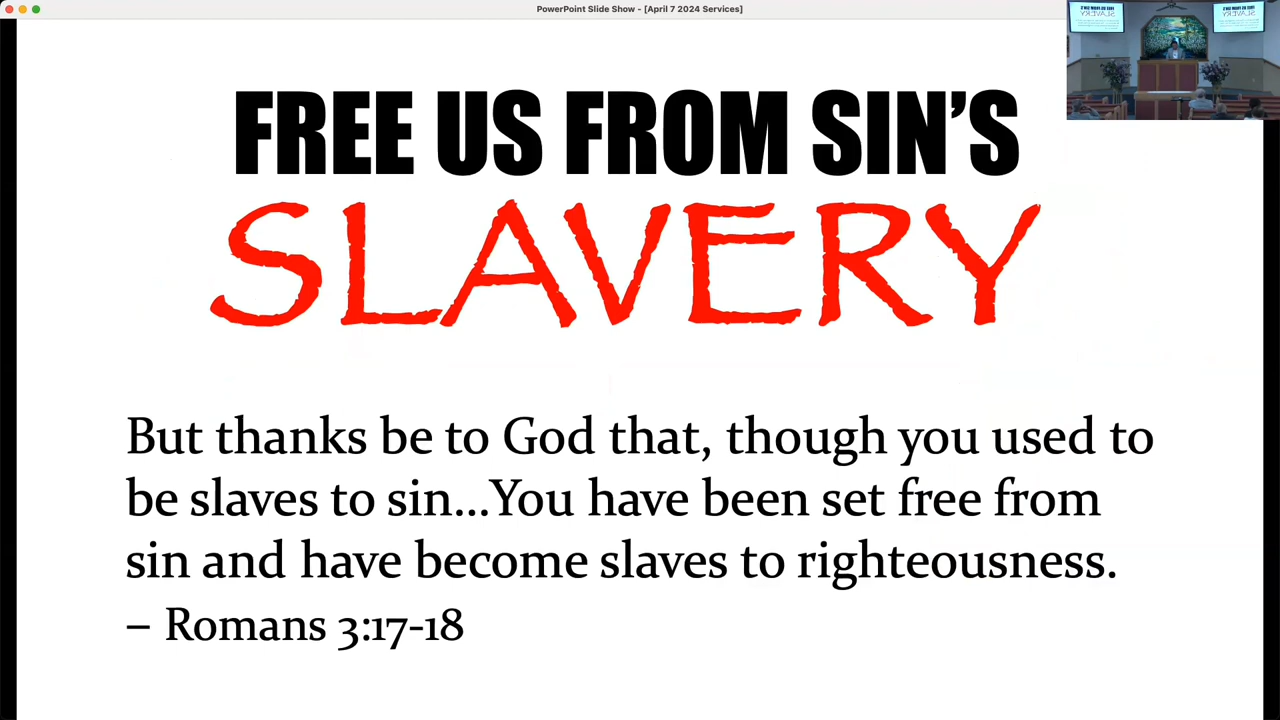 PowerPoint Slide Show - [April 7 2024 Services]
FREE US FROM SIN’S
SLAVERY
But thanks be to God that, though you used to
be slaves to sin...You have been set free from
sin and have become slaves to righteousness.
– Romans 3:17-18